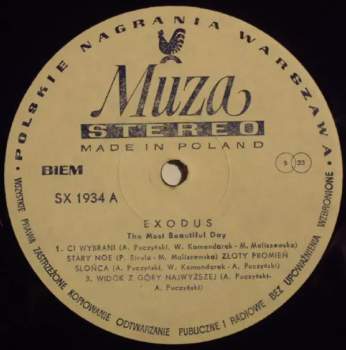 POLSKIE NAGRANIA WARSZAWA
Muza
STEREO
MADE IN POLAND
BIEM
SX 1934 A
S 33
EXODUS
The Most Beautiful Day
1. CI WYBRANI (A. Puczyński, W. Komendarek - M. Maliszewska)
STARY NOE (P. Birula - M. Maliszewska) ZŁOTY PROMIEŃ
SŁOŃCA (A. Puczyński, W. Komendarek - A. Puczyński)
3. WIDOK Z GÓRY NAJWYŻSZEJ (A. Puczyński-
A. Puczyński)
• WSZYSTKIE PRAWA ZASTRZEŻONE KOPIOWANIE ODTWARZANIE PUBLICZNE I RADIOWE BEZ UPOWAŻNIENIA WZBRONIONE •